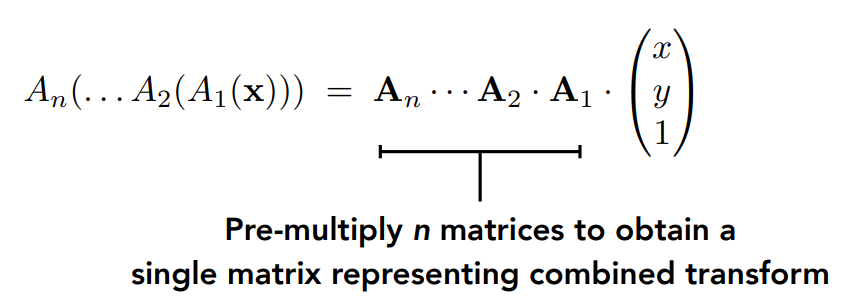 Aₙ(... A₂(A₁(x))) = Aₙ ··· A₂ · A₁ · (x y 1)
Pre-multiply n matrices to obtain a
single matrix representing combined transform